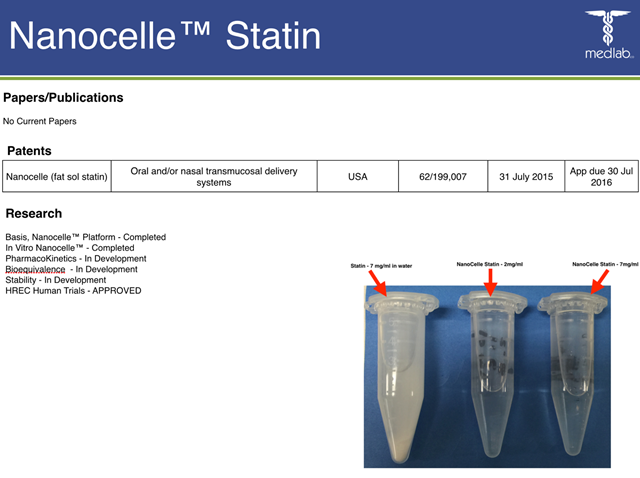 Nanocelle™ Statin
medlab
Papers/Publications
No Current Papers
Patents
Nanocelle (fat sol statin)
Oral and/or nasal transmucosal delivery
systems
USA
62/199,007
31 July 2015
App due 30 Jul
2016
Research
Basis, Nanocelle™ Platform - Completed
In Vitro Nanocelle™ - Completed
PharmacoKinetics - In Development
Bioequivalence - In Development
Stability - In Development
HREC Human Trials - APPROVED
Statin - 7 mg/ml in water
NanoCelle Statin - 2mg/ml
NanoCelle Statin - 7mg/ml